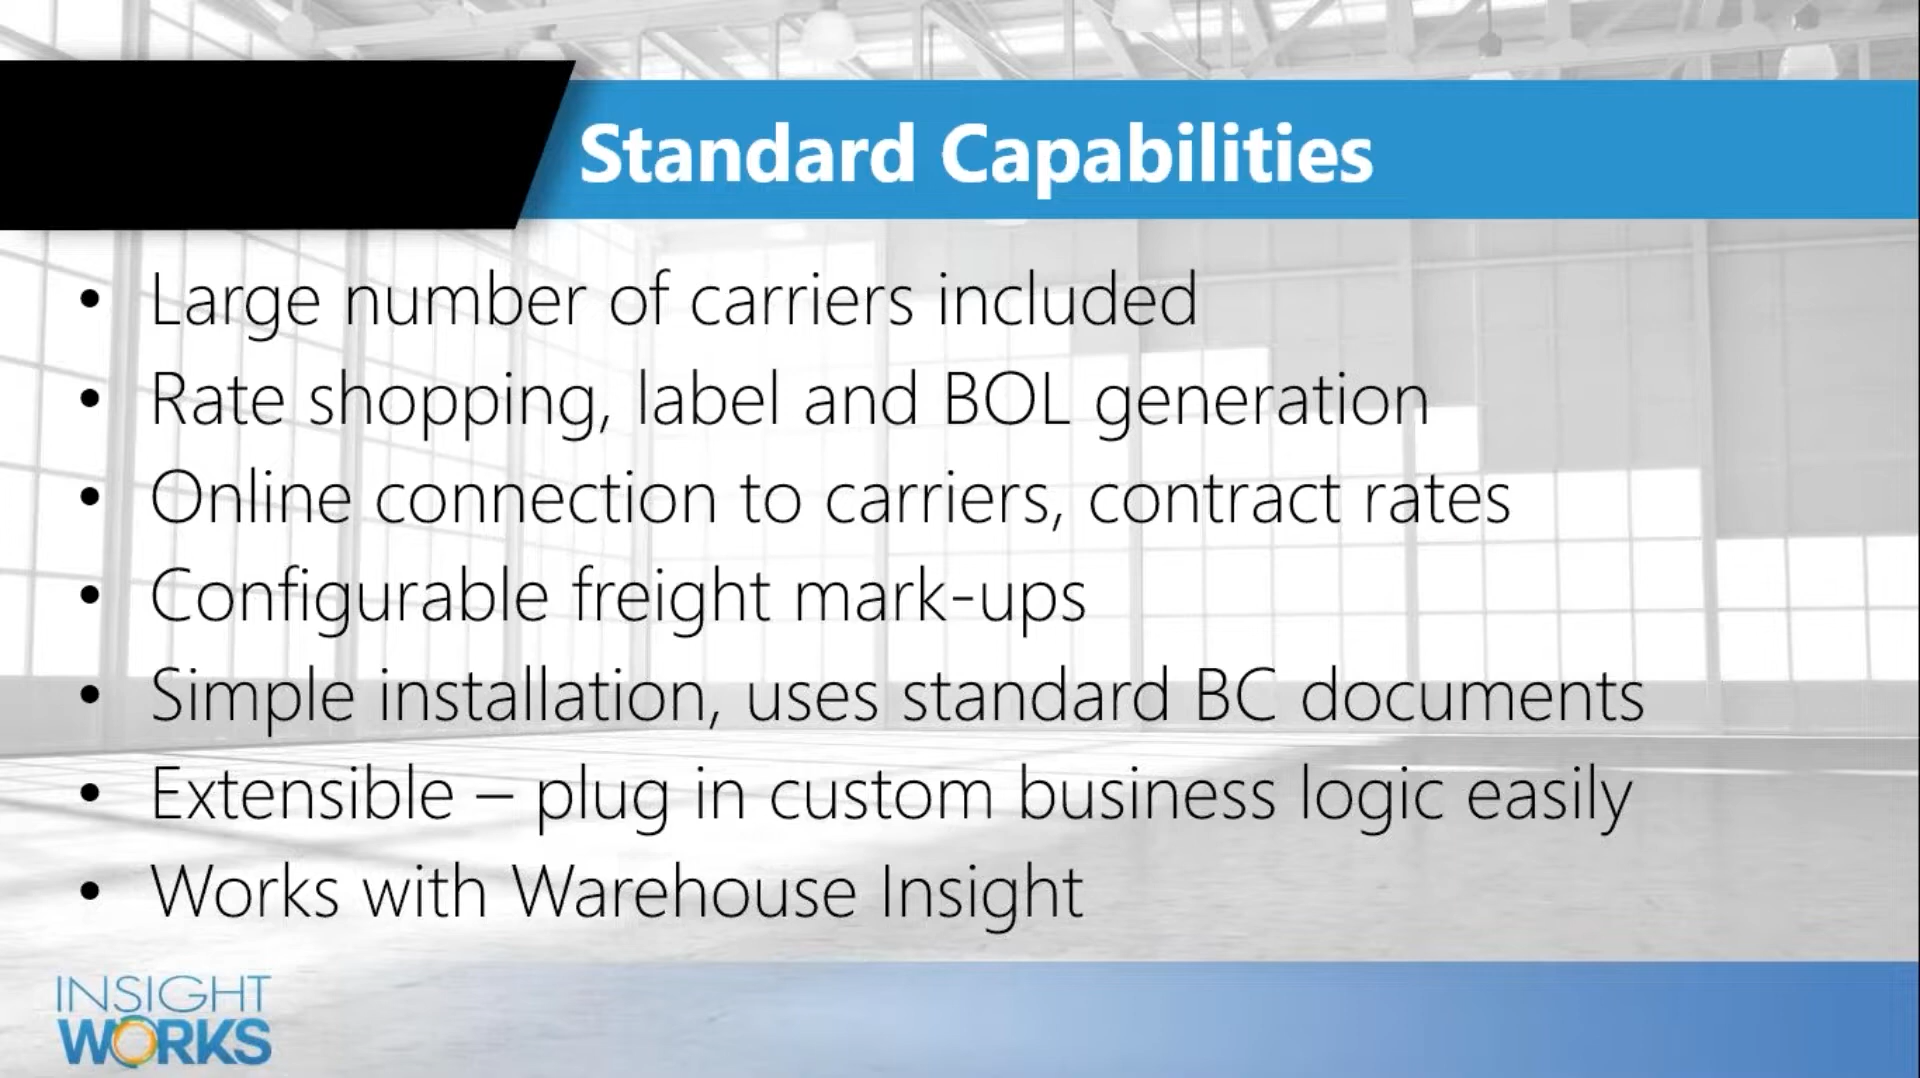 Standard Capabilities
• Large number of carriers included
• Rate shopping, label and BOL generation
• Online connection to carriers, contract rates
• Configurable freight mark-ups
• Simple installation, uses standard BC documents
• Extensible – plug in custom business logic easily
• Works with Warehouse Insight
INSIGHT
WORKS